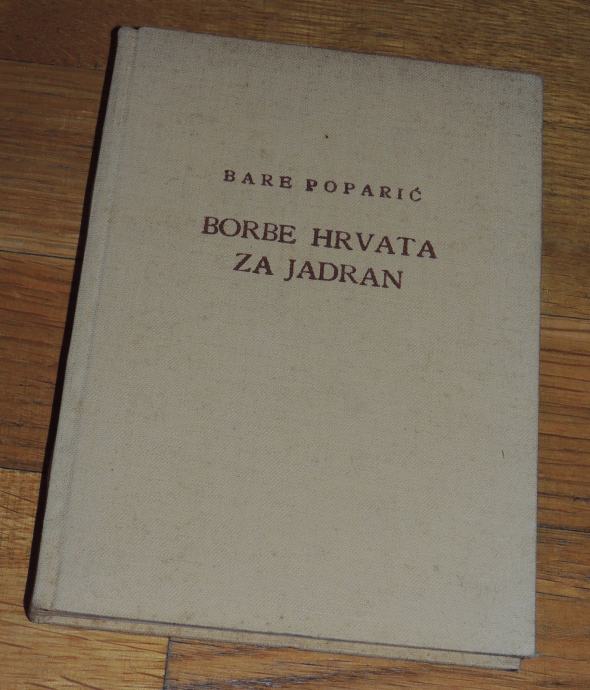 BARE POPARIĆ
BORBE HRVATA
ZA JADRAN